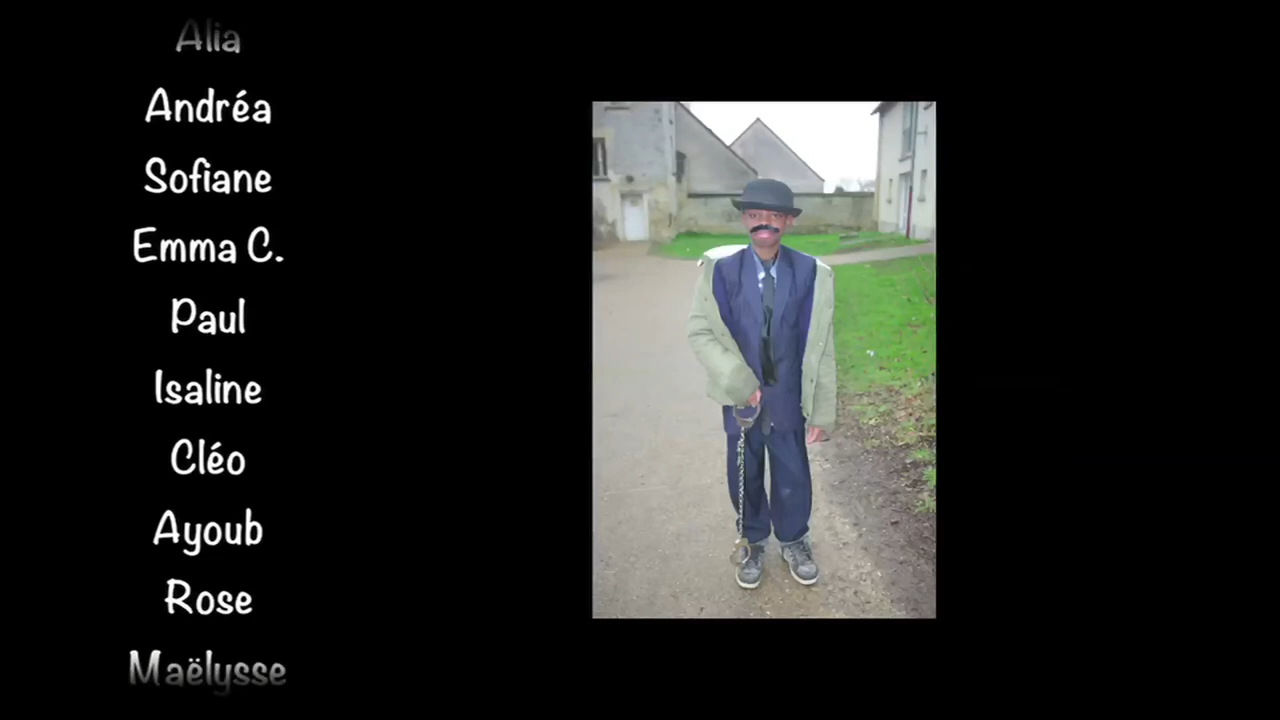 Alia
Andréa
Sofiane
Emma C.
Paul
Isaline
Cléo
Ayoub
Rose
Maëlysse